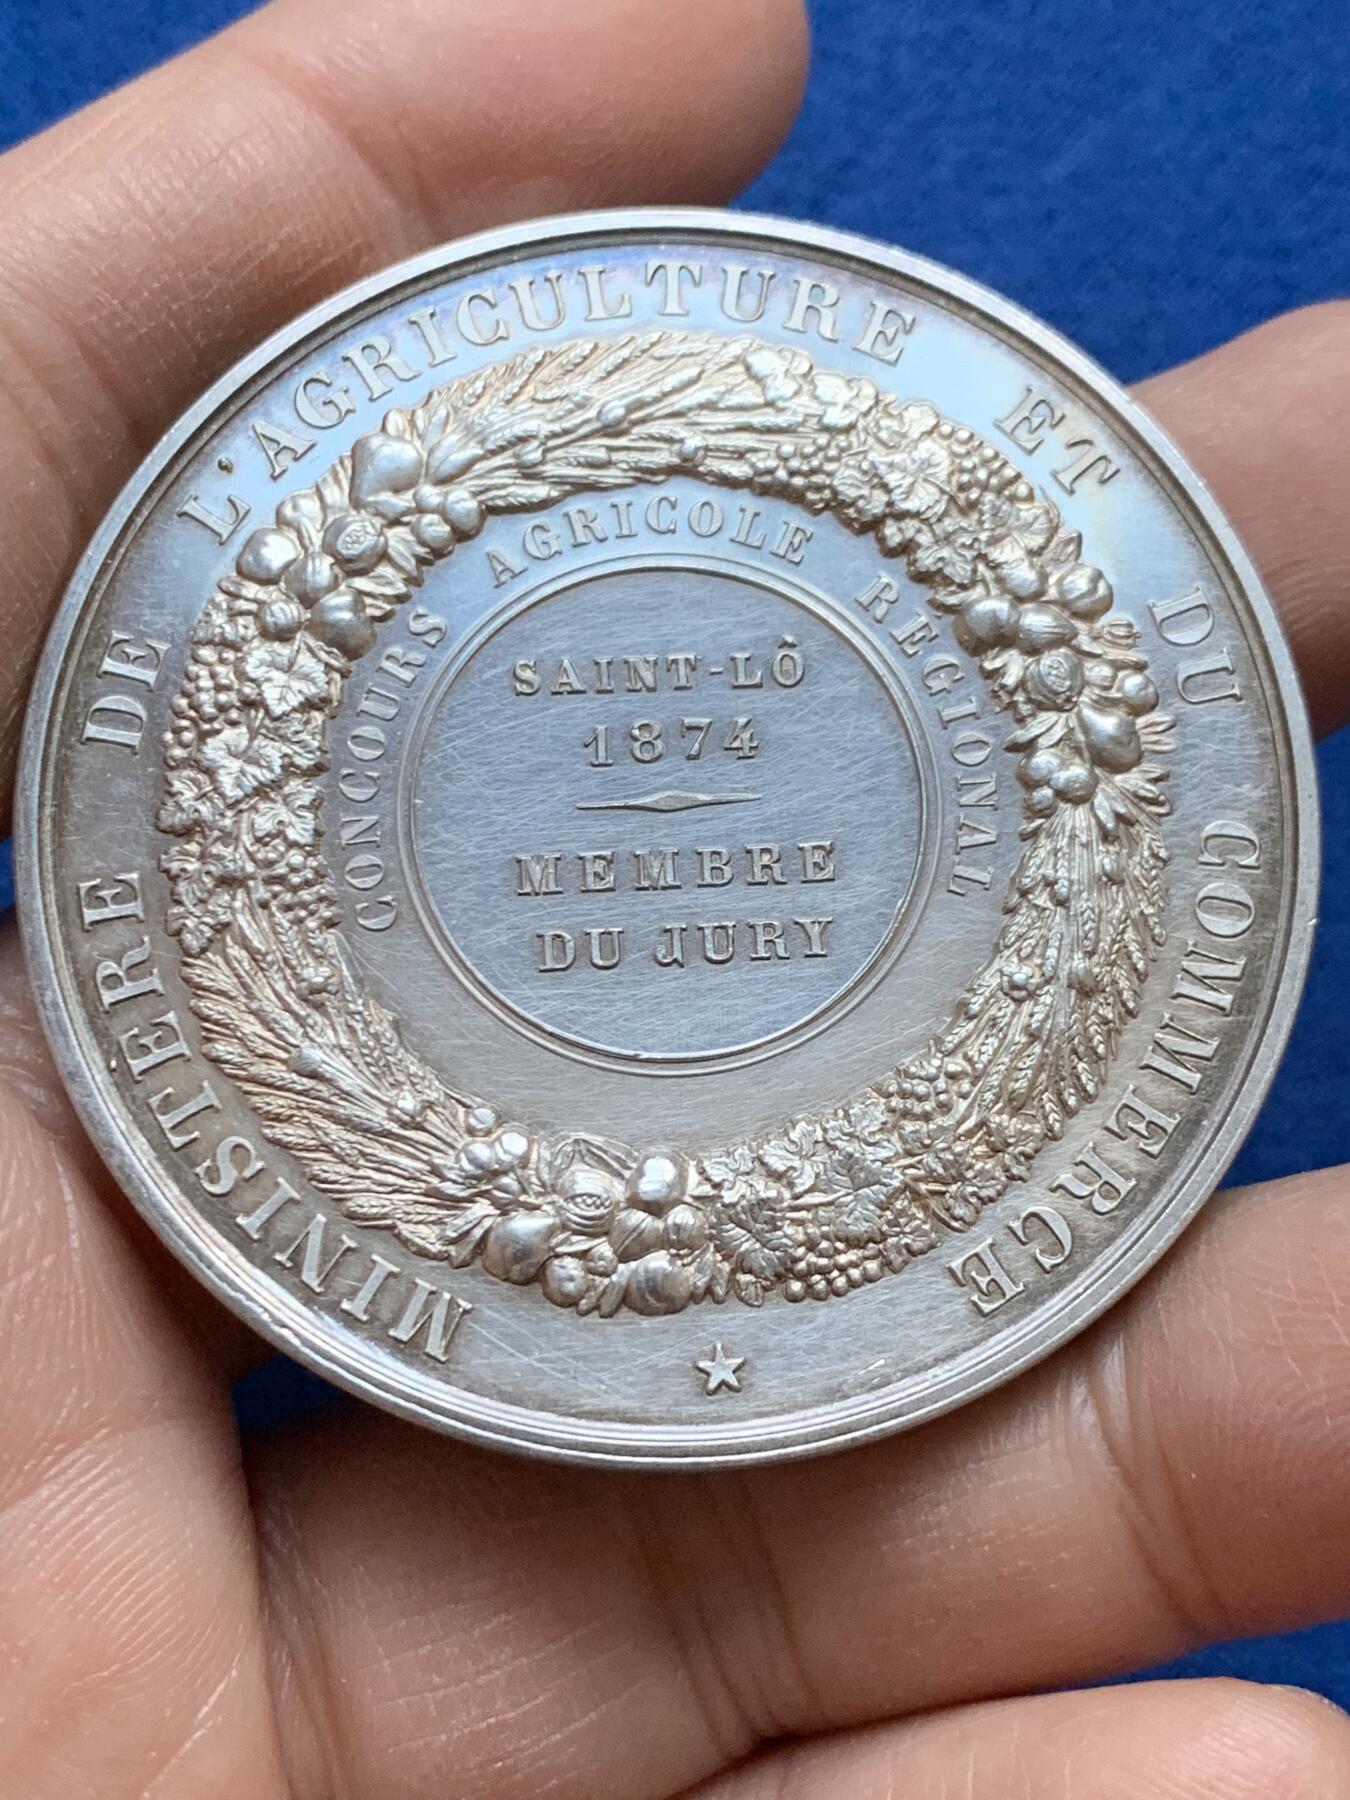 MINISTÈRE DE L'AGRICULTURE ET DU COMMERCE
CONCOURS AGRICOLE REGIONAL
SAINT-LÔ
1874
MEMBRE
DU JURY